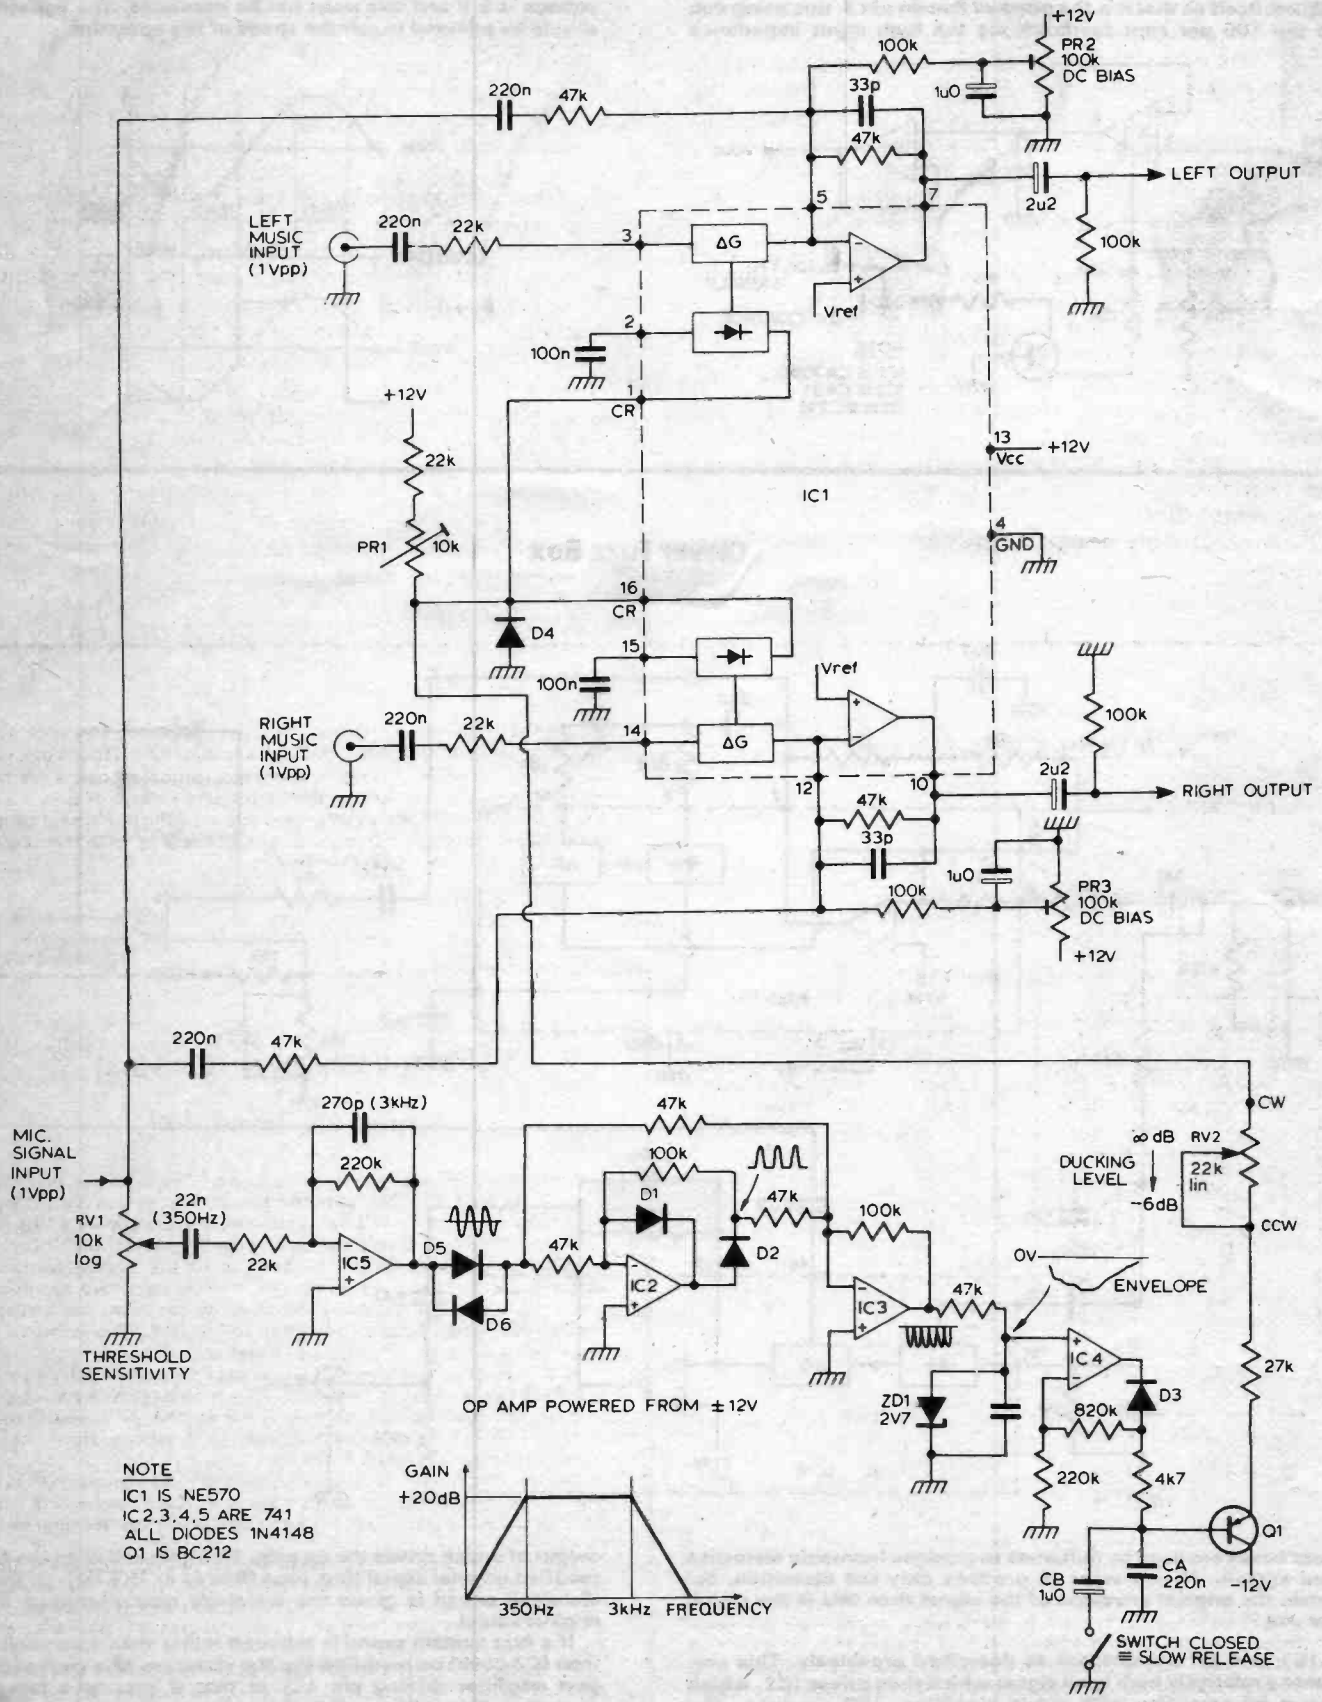 +12V
PR2
100k
DC BIAS
100k
1u0
220n
47k
33p
47k
5
7
2u2
LEFT OUTPUT
100k
LEFT
MUSIC
INPUT
(1Vpp)
220n
22k
3
ΔG
−
+
Vref
2
100n
1
CR
+12V
22k
PR1
10k
13
Vcc
+12V
IC1
4
GND
16
CR
D4
15
100n
Vref
+
−
RIGHT
MUSIC
INPUT
(1Vpp)
220n
22k
14
ΔG
12
10
100k
2u2
RIGHT OUTPUT
47k
33p
1u0
100k
PR3
100k
DC BIAS
+12V
220n
47k
MIC.
SIGNAL
INPUT
(1Vpp)
RV1
10k
log
THRESHOLD
SENSITIVITY
22n
(350Hz)
22k
270p (3kHz)
220k
−
IC5
+
D5
D6
47k
100k
D1
47k
−
IC2
+
D2
47k
100k
−
IC3
+
47k
0V
ENVELOPE
CW
∞dB
RV2
DUCKING
LEVEL
22k
lin
−6dB
CCW
27k
+
IC4
−
D3
ZD1
2V7
820k
220k
4k7
Q1
−12V
CB
1u0
CA
220n
SWITCH CLOSED
≡ SLOW RELEASE
OP AMP POWERED FROM ±12V
NOTE
IC1 IS NE570
IC2,3,4,5 ARE 741
ALL DIODES 1N4148
Q1 IS BC212
GAIN
+20dB
350Hz
3kHz
FREQUENCY